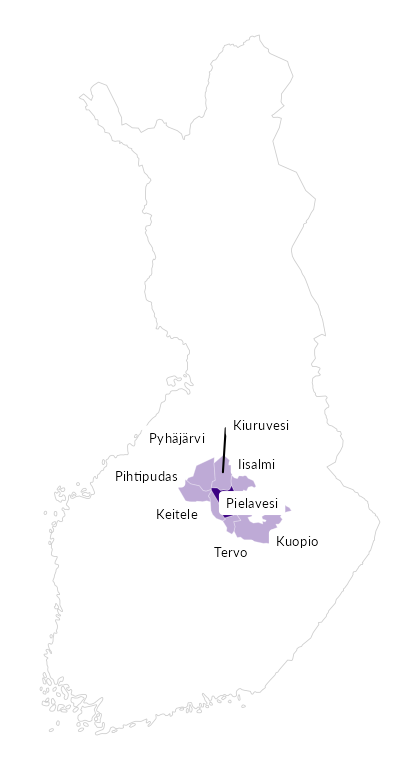 Kiuruvesi
Pyhäjärvi
Iisalmi
Pihtipudas
Pielavesi
Keitele
Kuopio
Tervo